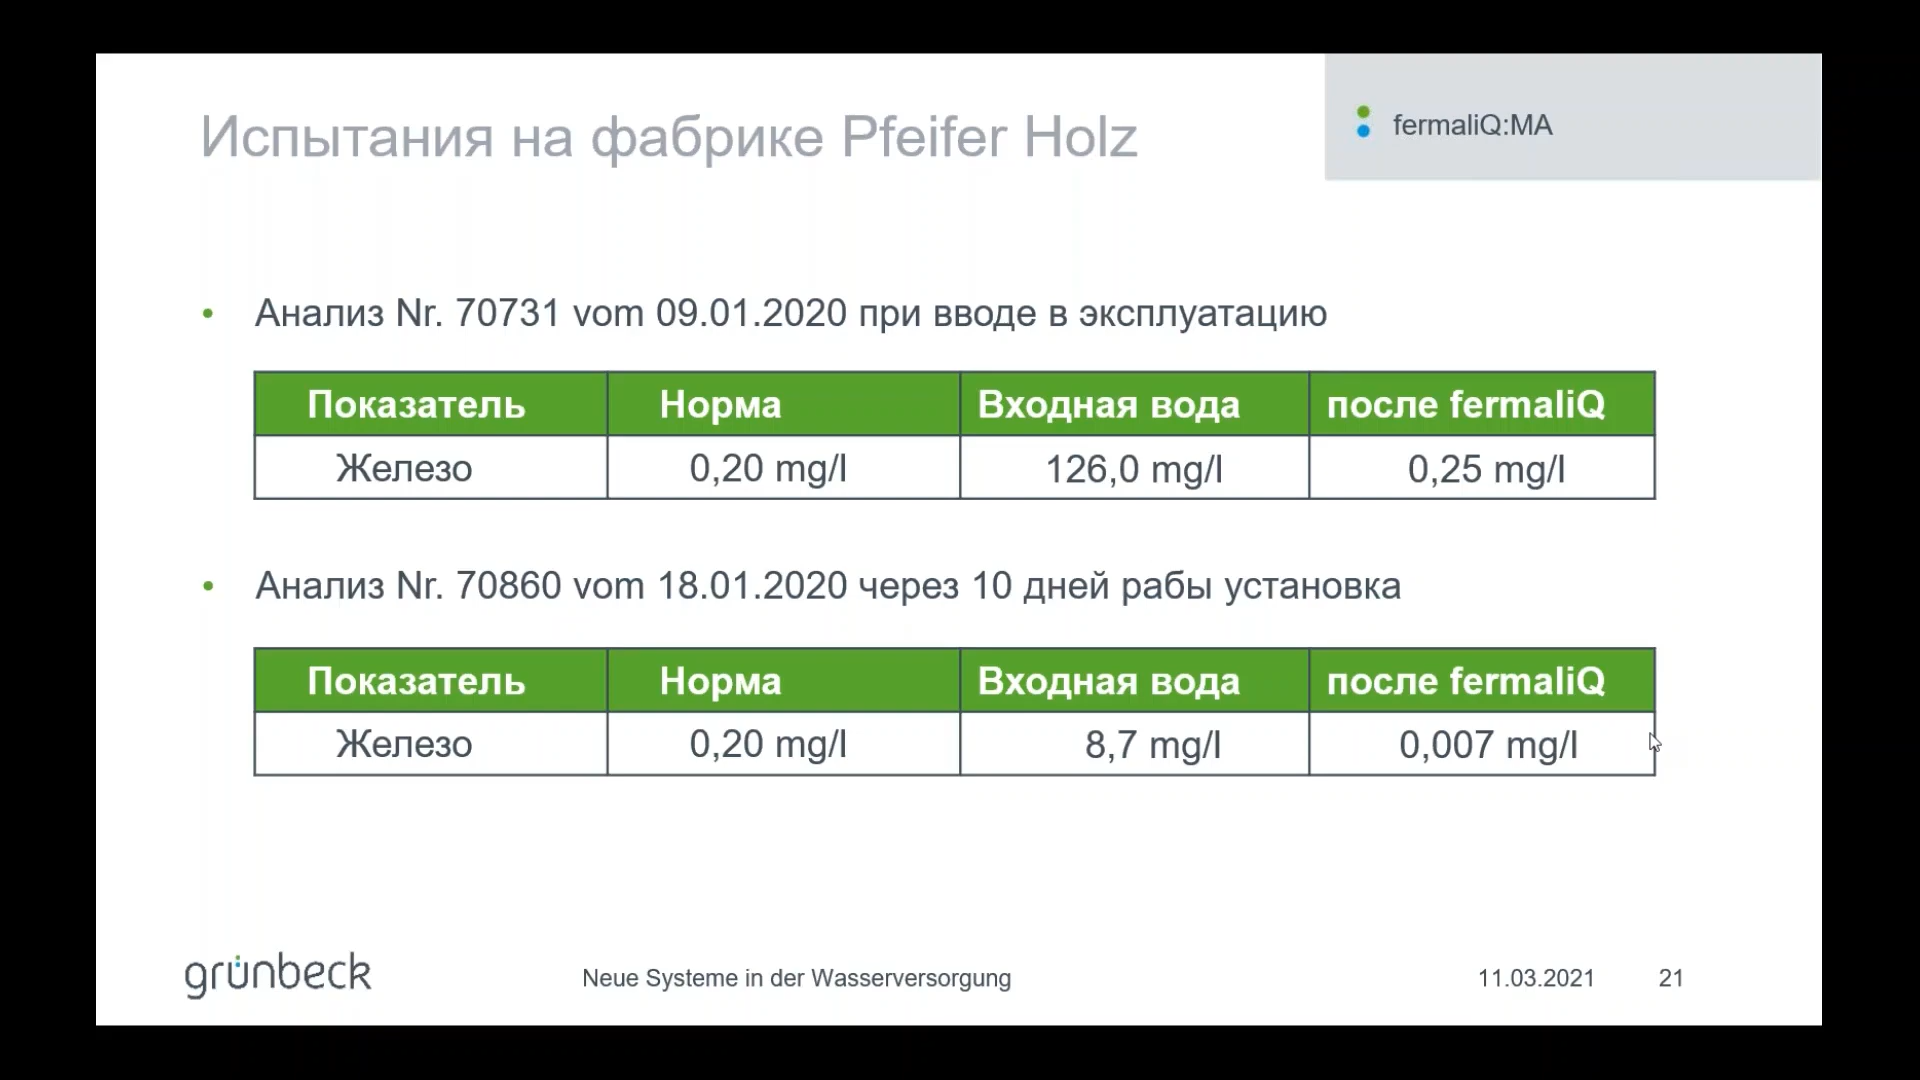 Испытания на фабрике Pfeifer Holz
fermaliQ:MA
• Анализ Nr. 70731 vom 09.01.2020 при вводе в эксплуатацию
Показатель Норма Входная вода после fermaliQ
Железо 0,20 mg/l 126,0 mg/l 0,25 mg/l
• Анализ Nr. 70860 vom 18.01.2020 через 10 дней рабы установка
Показатель Норма Входная вода после fermaliQ
Железо 0,20 mg/l 8,7 mg/l 0,007 mg/l
grünbeck Neue Systeme in der Wasserversorgung 11.03.2021 21